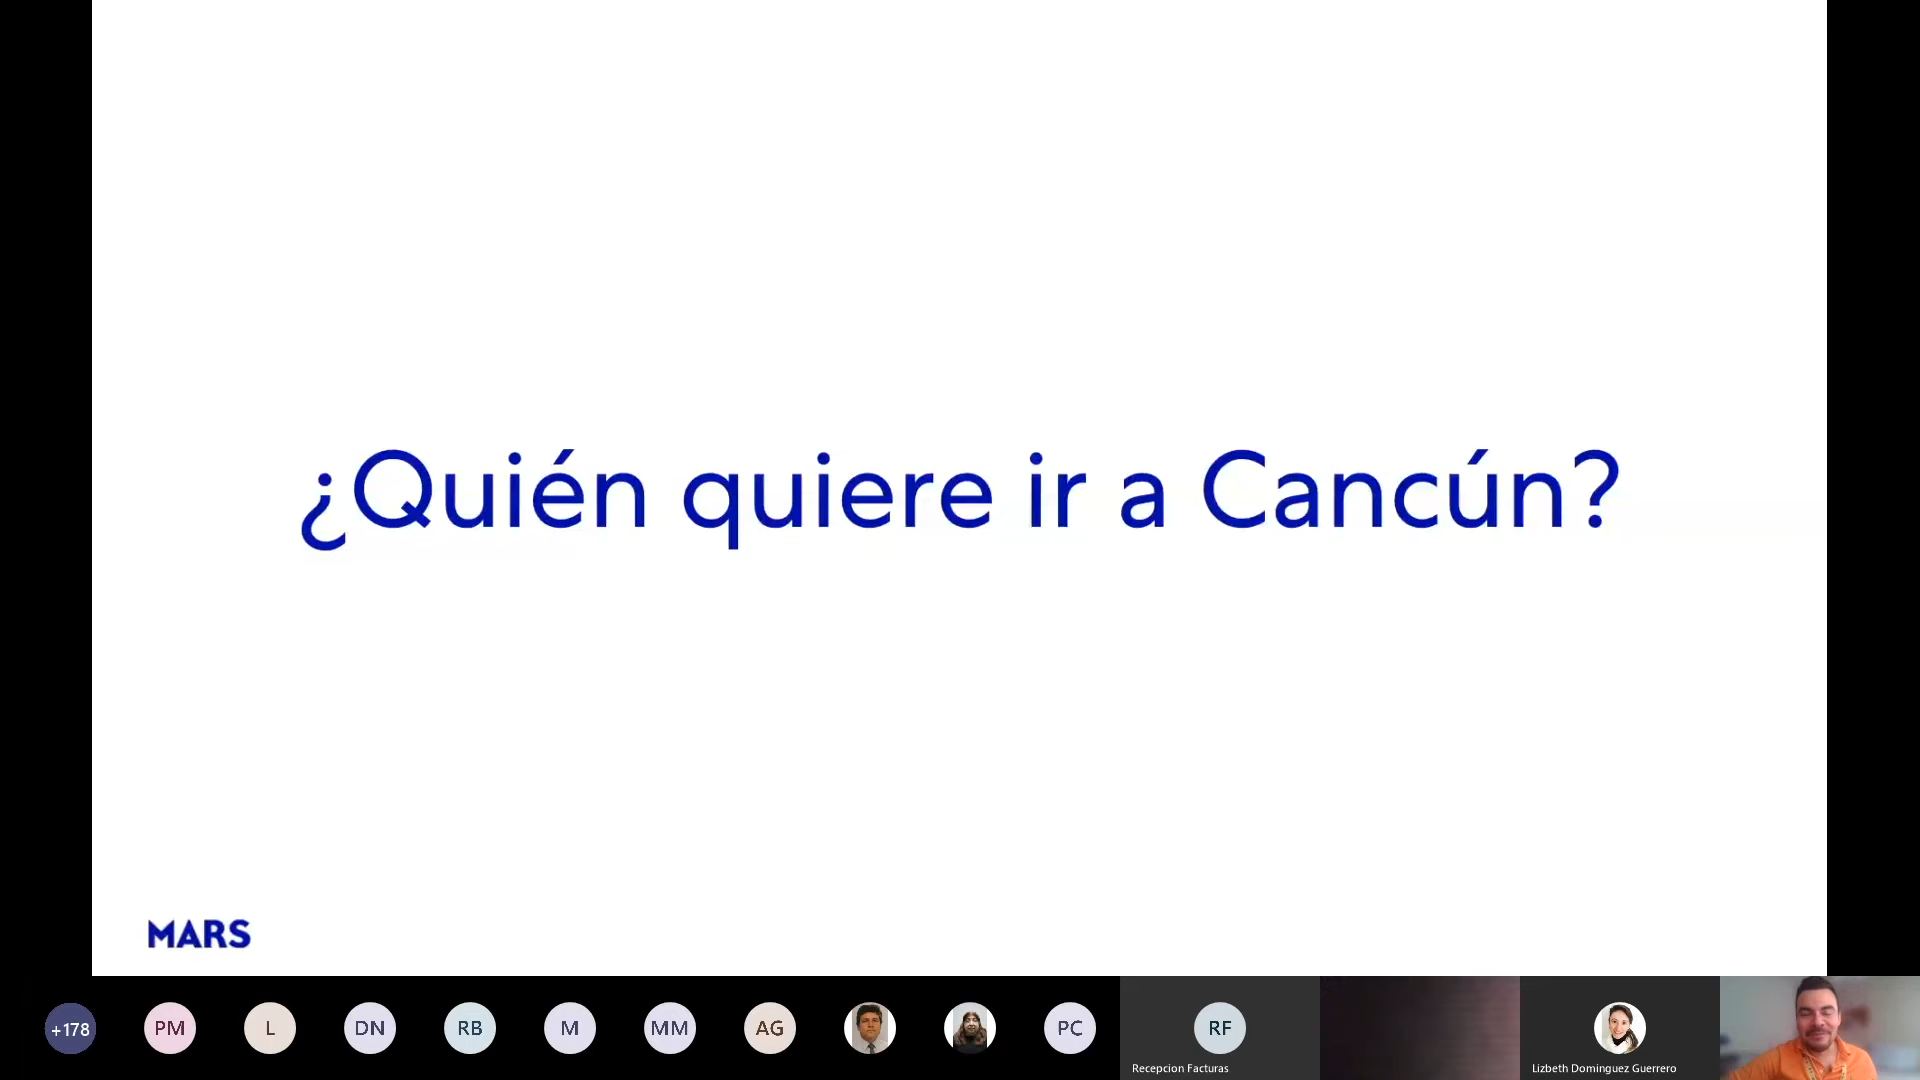 ¿Quién quiere ir a Cancún?
MARS
+178
PM
L
DN
RB
M
MM
AG
PC
RF
Recepcion Facturas
Lizbeth Dominguez Guerrero